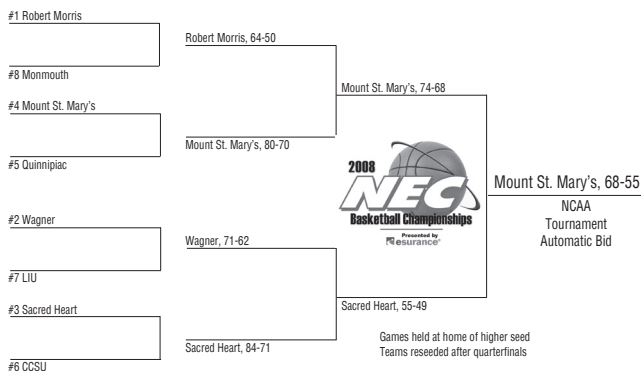 #1 Robert Morris
Robert Morris, 64-50
#8 Monmouth
Mount St. Mary's, 74-68
#4 Mount St. Mary's
Mount St. Mary's, 80-70
#5 Quinnipiac
2008
NEC
Basketball Championships
Presented by
esurance
Mount St. Mary's, 68-55
NCAA
Tournament
Automatic Bid
#2 Wagner
Wagner, 71-62
#7 LIU
Sacred Heart, 55-49
#3 Sacred Heart
Sacred Heart, 84-71
#6 CCSU
Games held at home of higher seed
Teams reseeded after quarterfinals